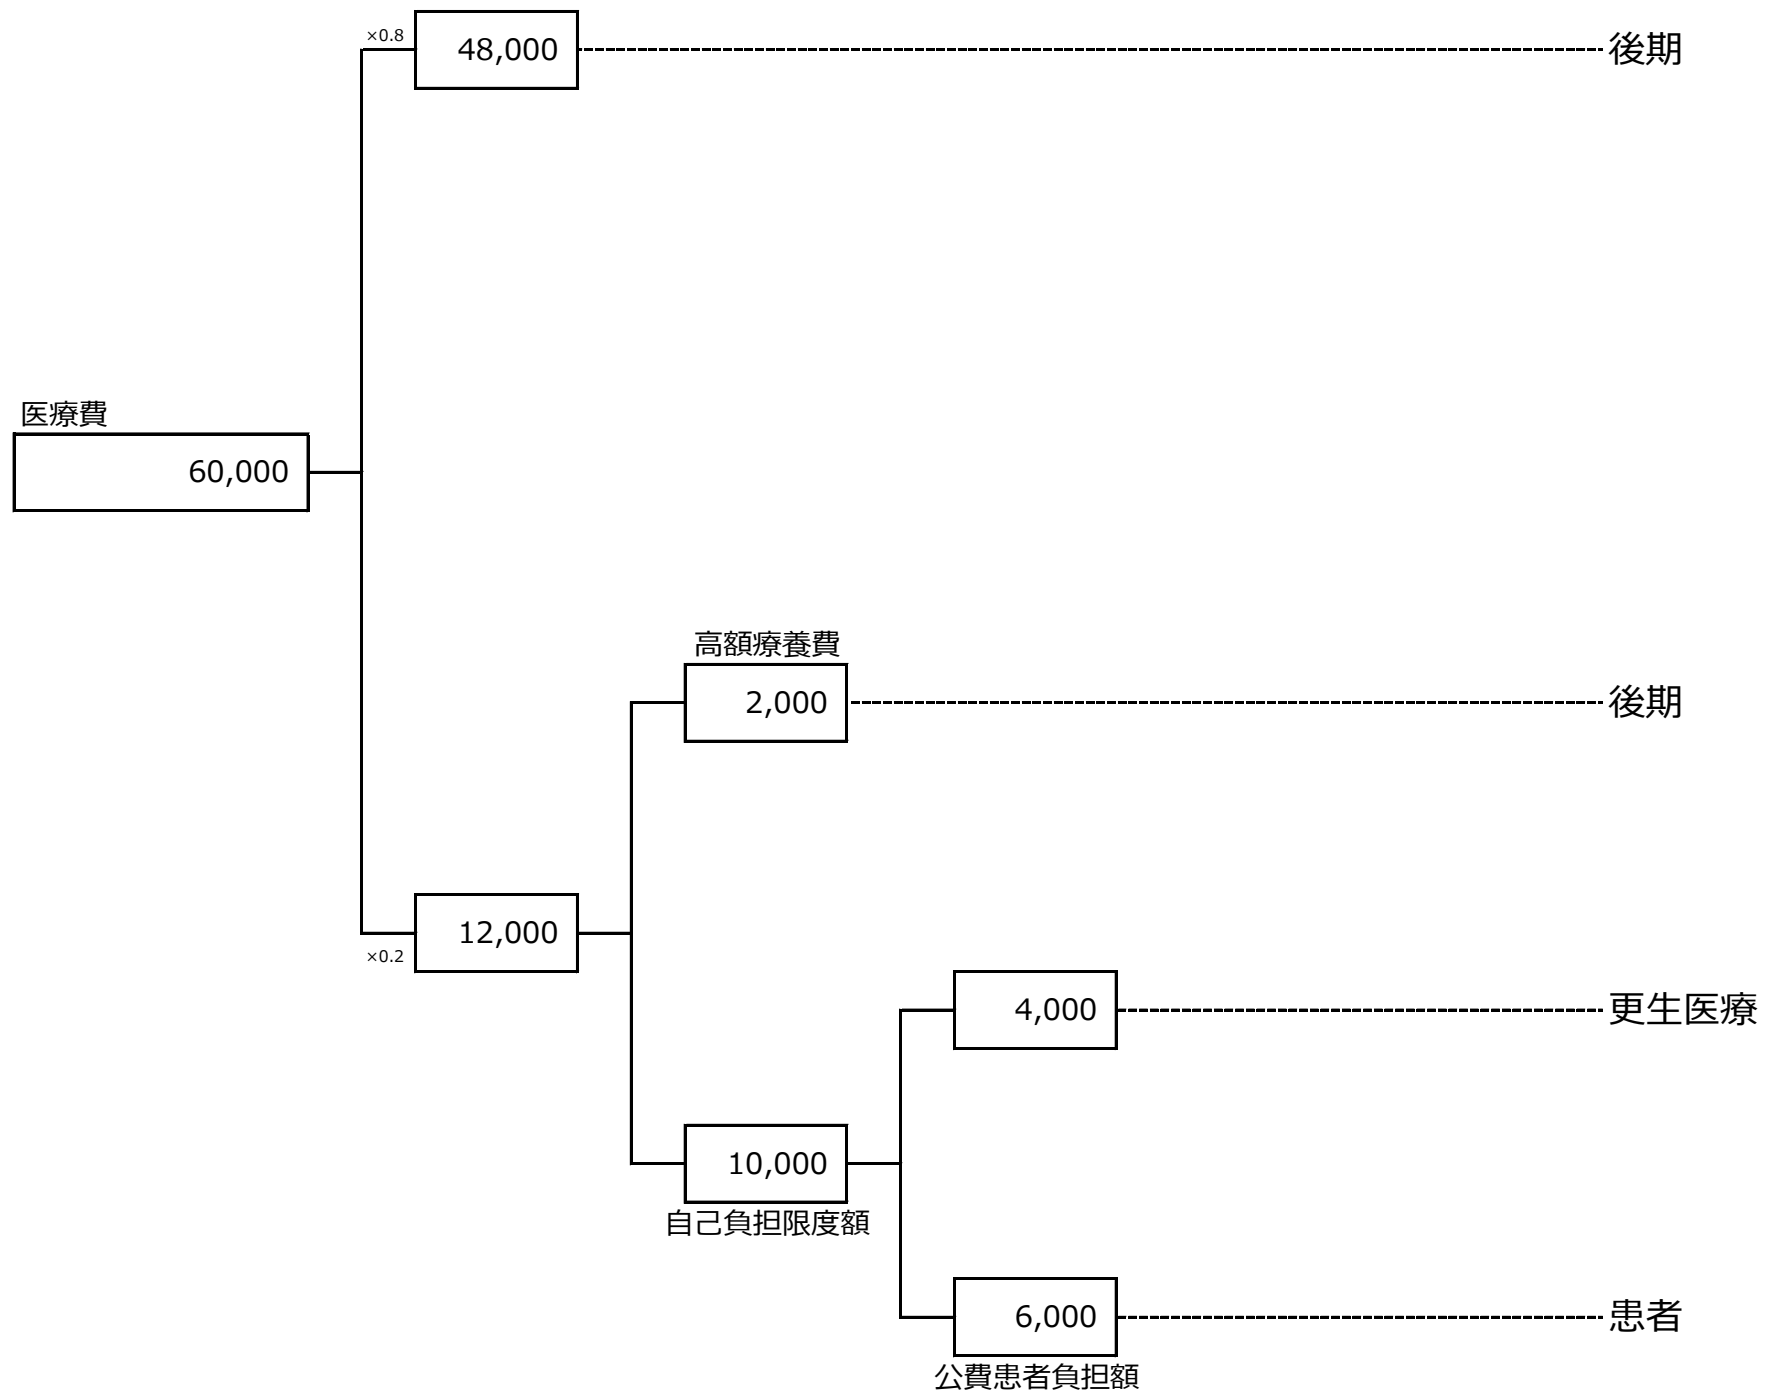 ×0.8
48,000
後期
医療費
60,000
高額療養費
2,000
後期
12,000
×0.2
4,000
更生医療
10,000
自己負担限度額
6,000
患者
公費患者負担額